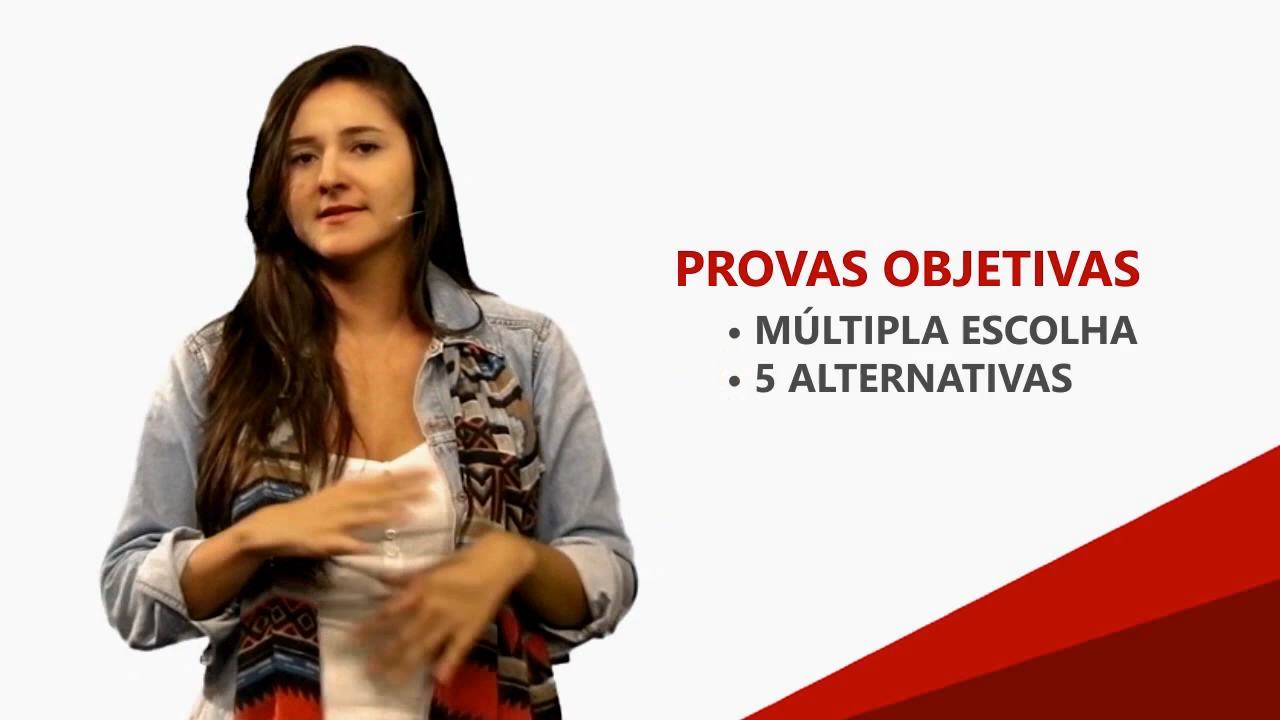 PROVAS OBJETIVAS
• MÚLTIPLA ESCOLHA
• 5 ALTERNATIVAS